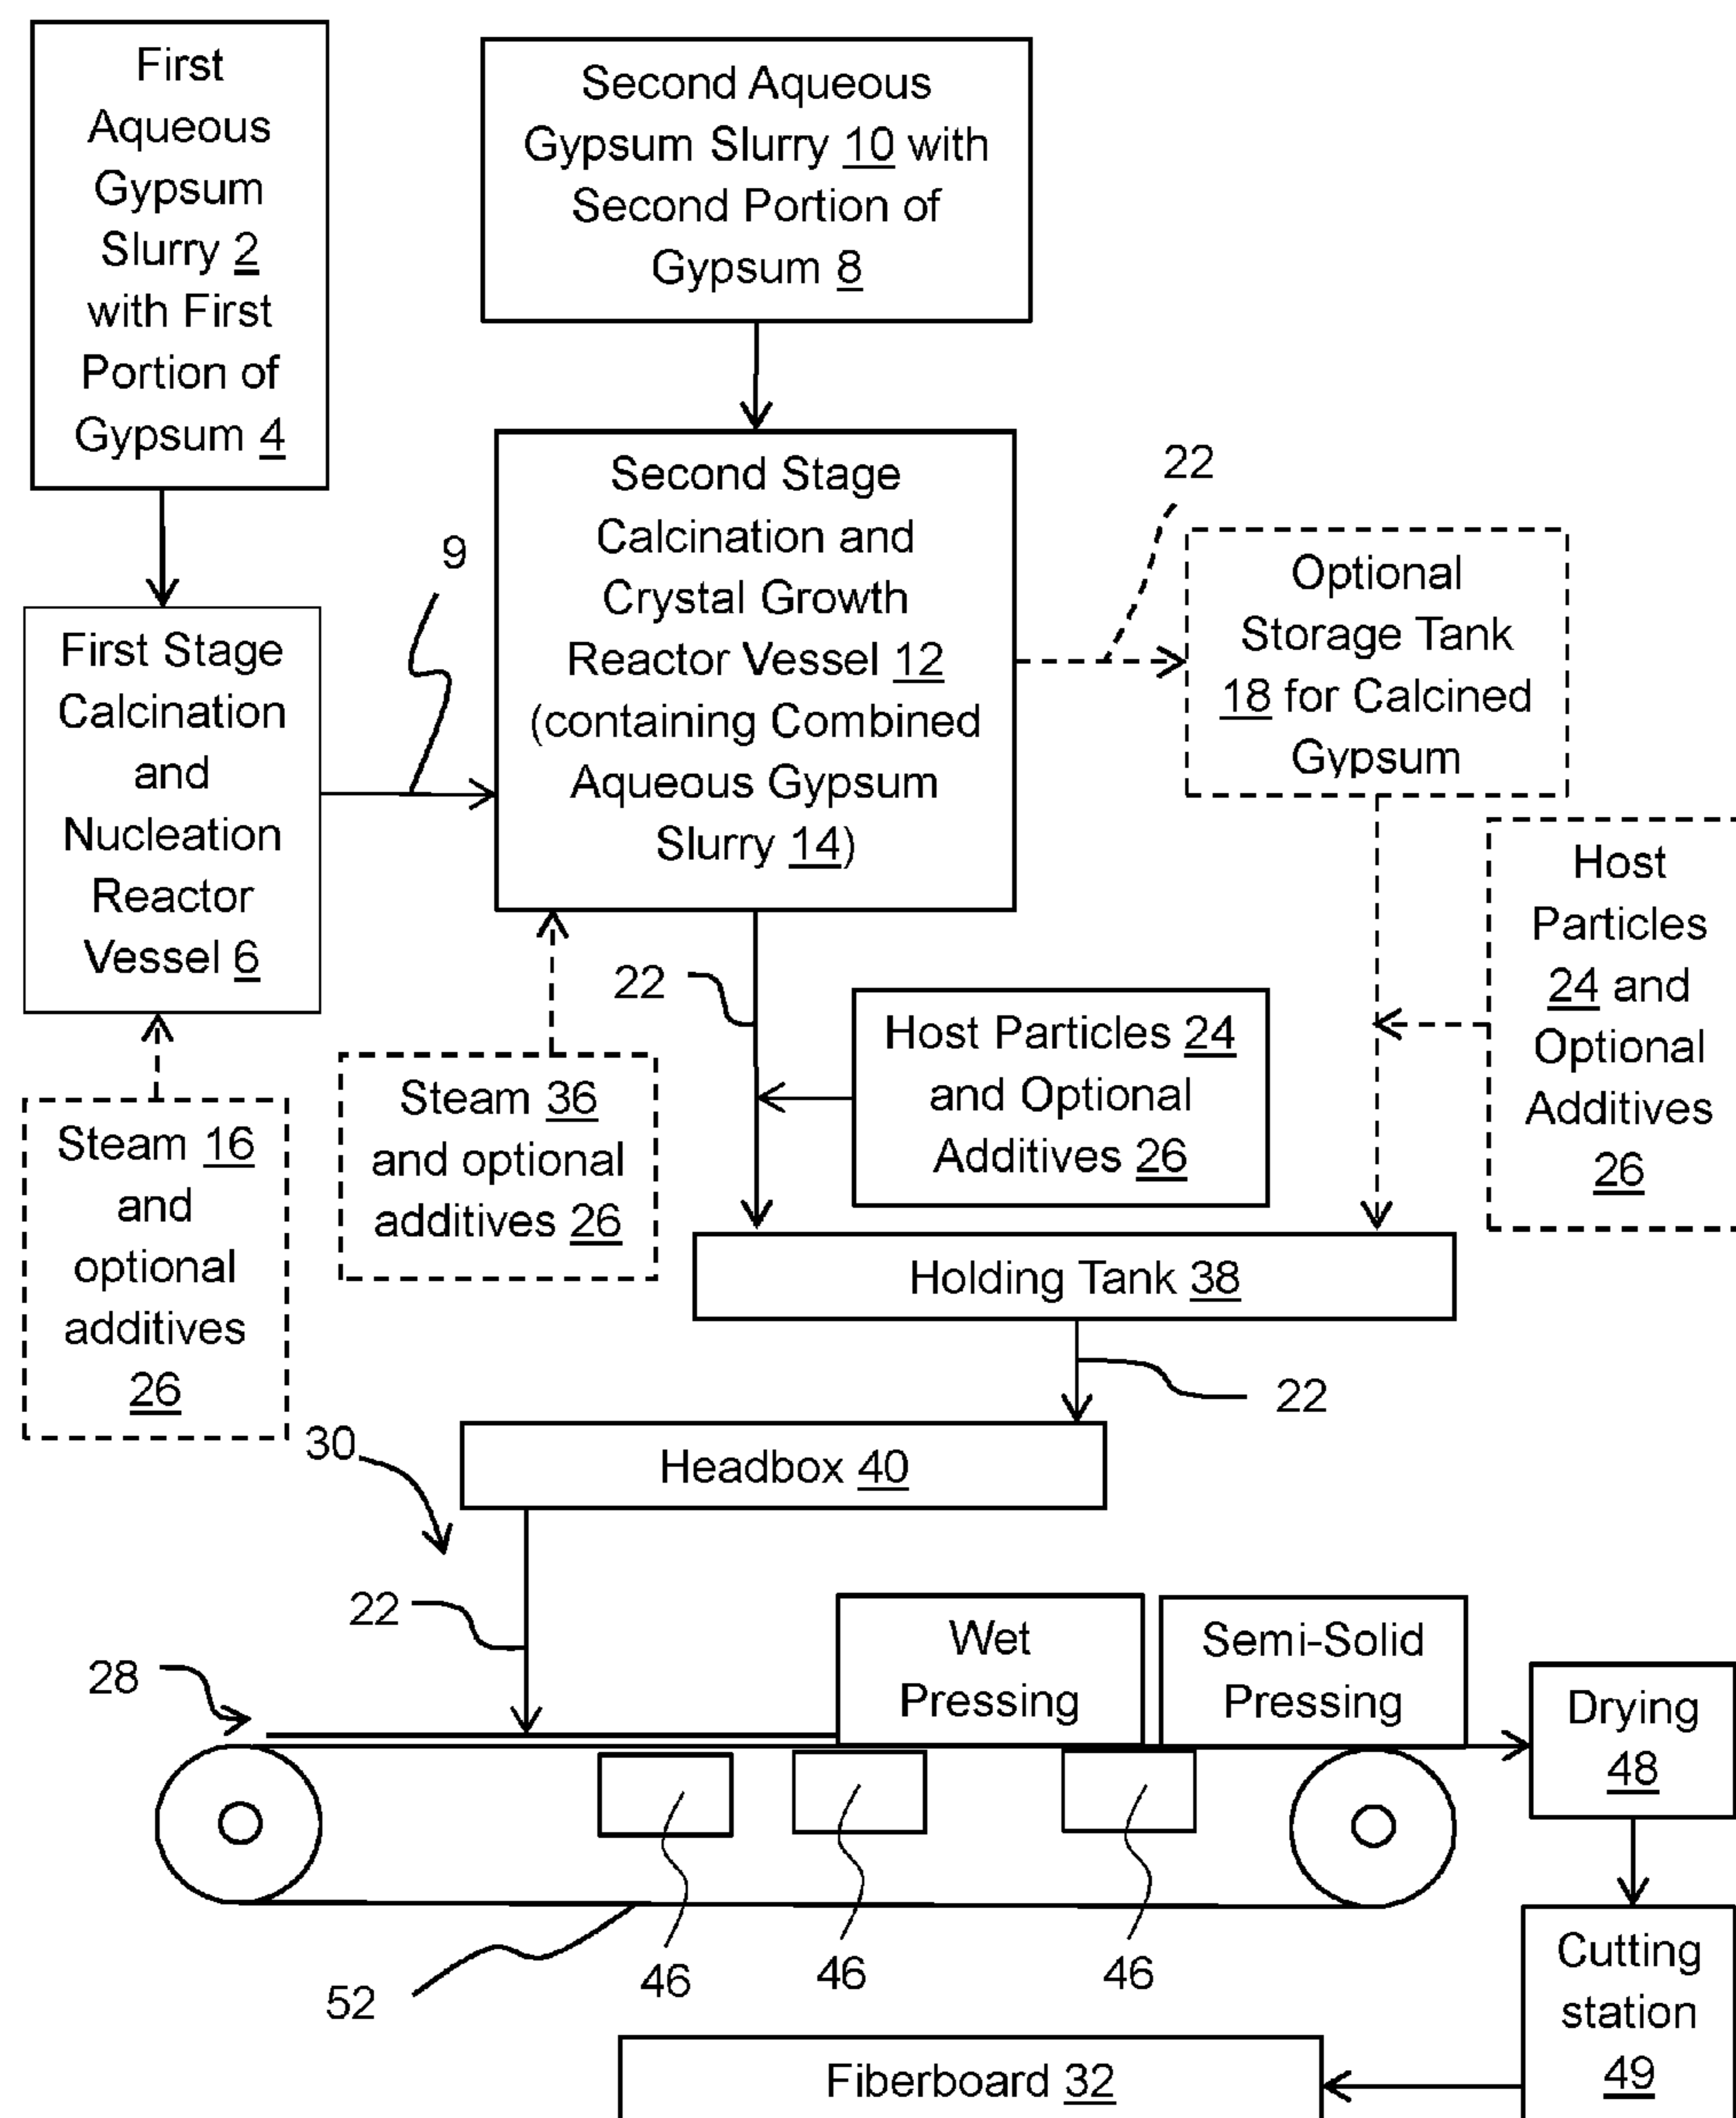 First
Aqueous
Gypsum
Slurry 2
with First
Portion of
Gypsum 4
Second Aqueous
Gypsum Slurry 10 with
Second Portion of
Gypsum 8
First Stage
Calcination
and
Nucleation
Reactor
Vessel 6
9
Second Stage
Calcination and
Crystal Growth
Reactor Vessel 12
(containing Combined
Aqueous Gypsum
Slurry 14)
22
Optional
Storage Tank
18 for Calcined
Gypsum
Host
Particles
24 and
Optional
Additives
26
Steam 16
and
optional
additives
26
Steam 36
and optional
additives 26
22
Host Particles 24
and Optional
Additives 26
Holding Tank 38
22
Headbox 40
30
22
28
Wet
Pressing
Semi-Solid
Pressing
Drying
48
46
46
46
52
Cutting
station
49
Fiberboard 32